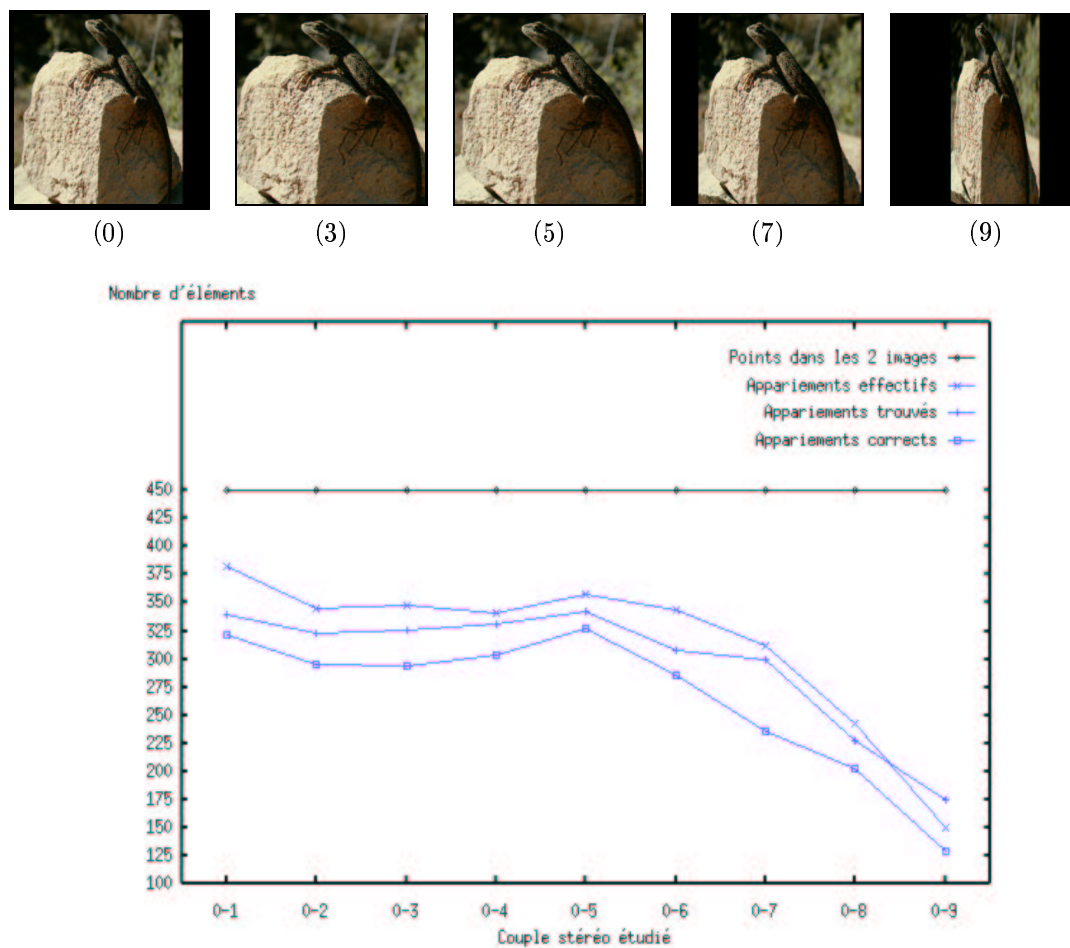 (0) (3) (5) (7) (9)
Nombre d'éléments
Points dans les 2 images
Appariements effectifs
Appariements trouvés
Appariements corrects
450
425
400
375
350
325
300
275
250
225
200
175
150
125
100
0-1 0-2 0-3 0-4 0-5 0-6 0-7 0-8 0-9
Couple stéréo étudié